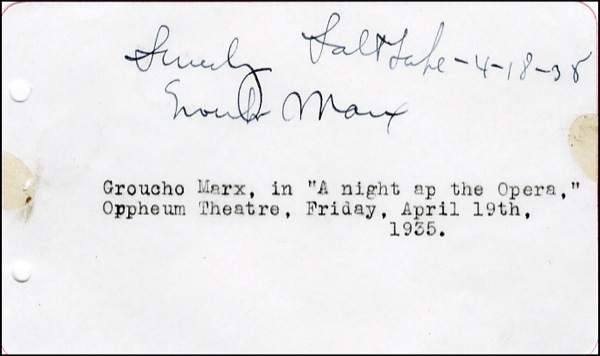 Sincerely Salt Lake - 4-18-35
Groucho Marx
Groucho Marx, in "A night ap the Opera,"
Orpheum Theatre, Friday, April 19th,
1935.